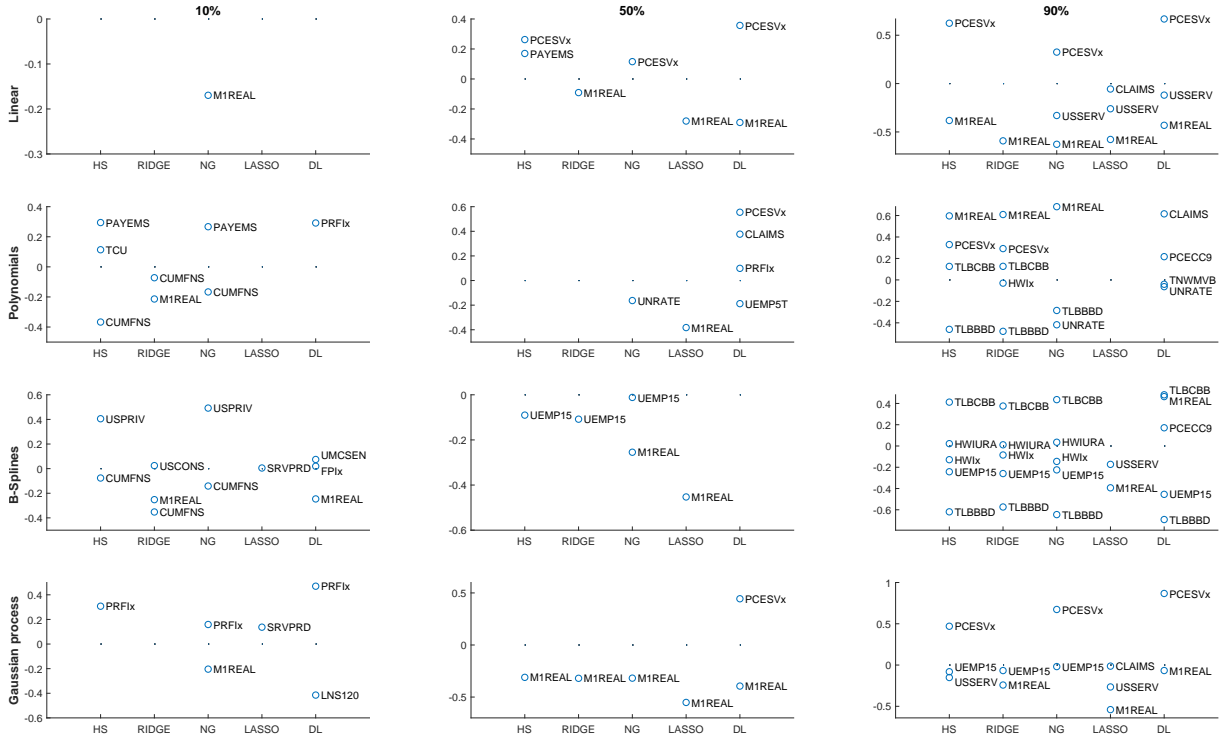 10%
50%
90%
Linear
0
-0.1
-0.2
-0.3
M1REAL
HS RIDGE NG LASSO DL
0.4
0.2
0
-0.2
-0.4
PCESVx
PAYEMS
M1REAL
PCESVx
M1REAL
PCESVx
M1REAL
HS RIDGE NG LASSO DL
0.5
0
-0.5
PCESVx
M1REAL
M1REAL
PCESVx
USSERV
M1REAL
CLAIMS
USSERV
M1REAL
PCESVx
USSERV
M1REAL
HS RIDGE NG LASSO DL
Polynomials
0.4
0.2
0
-0.2
-0.4
PAYEMS
TCU
CUMFNS
CUMFNS
M1REAL
PAYEMS
CUMFNS
PRFIx
HS RIDGE NG LASSO DL
0.6
0.4
0.2
0
-0.2
-0.4
UNRATE
M1REAL
PCESVx
CLAIMS
PRFIx
UEMP5T
HS RIDGE NG LASSO DL
0.6
0.4
0.2
0
-0.2
-0.4
M1REAL
PCESVx
TLBCBB
TLBBBD
M1REAL
PCESVx
TLBCBB
HWIx
TLBBBD
M1REAL
TLBBBD
UNRATE
CLAIMS
PCECC9
TNWMVB
UNRATE
HS RIDGE NG LASSO DL
B-Splines
0.6
0.4
0.2
0
-0.2
-0.4
USPRIV
CUMFNS
USCONS
M1REAL
CUMFNS
USPRIV
CUMFNS
SRVPRD
UMCSEN
FPIx
M1REAL
HS RIDGE NG LASSO DL
0
-0.2
-0.4
-0.6
UEMP15
UEMP15
UEMP15
M1REAL
M1REAL
HS RIDGE NG LASSO DL
0.4
0.2
0
-0.2
-0.4
-0.6
TLBCBB
HWIURA
HWIx
UEMP15
TLBBBD
TLBCBB
HWIURA
HWIx
UEMP15
TLBBBD
TLBCBB
HWIURA
HWIx
UEMP15
TLBBBD
USSERV
M1REAL
TLBCBB
M1REAL
PCECC9
UEMP15
TLBBBD
HS RIDGE NG LASSO DL
Gaussian process
0.4
0.2
0
-0.2
-0.4
-0.6
PRFIx
PRFIx
M1REAL
SRVPRD
PRFIx
LNS120
HS RIDGE NG LASSO DL
0.5
0
-0.5
M1REAL
M1REAL
M1REAL
M1REAL
PCESVx
M1REAL
HS RIDGE NG LASSO DL
1
0.5
0
-0.5
PCESVx
UEMP15
USSERV
UEMP15
M1REAL
PCESVx
UEMP15
CLAIMS
USSERV
M1REAL
PCESVx
M1REAL
HS RIDGE NG LASSO DL